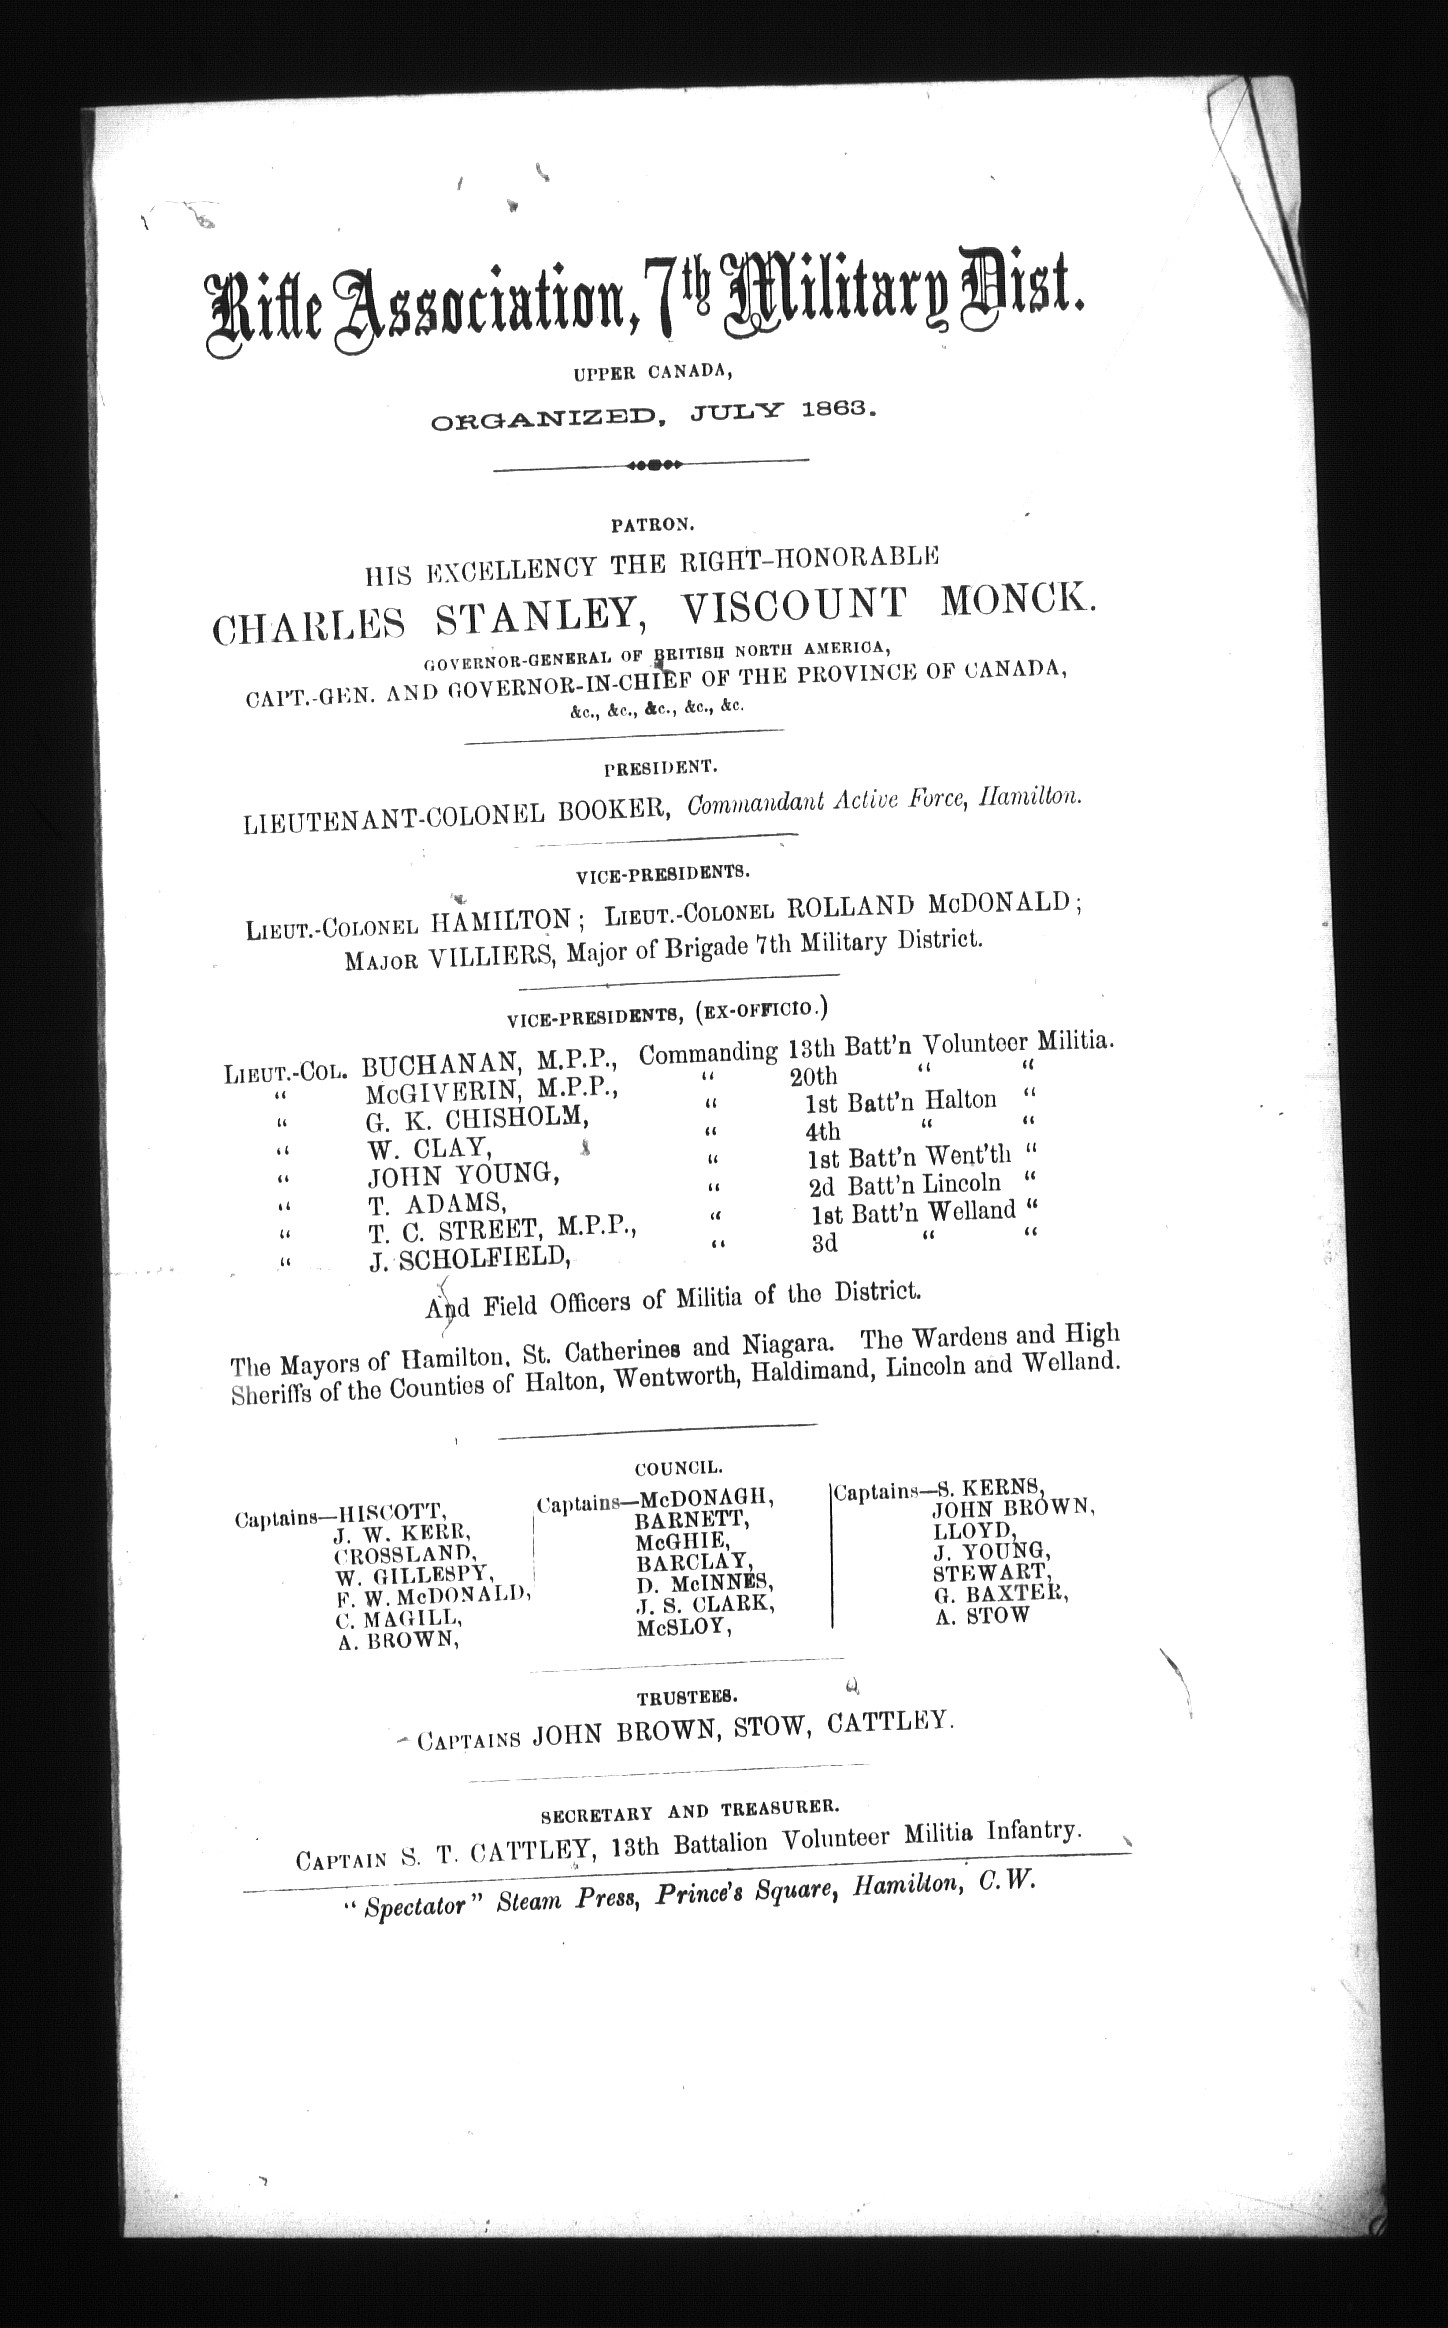 Rifle Association, 7th Military Dist.
UPPER CANADA,
ORGANIZED, JULY 1863.
PATRON.
HIS EXCELLENCY THE RIGHT-HONORABLE
CHARLES STANLEY, VISCOUNT MONCK.
GOVERNOR-GENERAL OF BRITISH NORTH AMERICA,
CAPT.-GEN. AND GOVERNOR-IN-CHIEF OF THE PROVINCE OF CANADA,
&c., &c., &c., &c., &c.
PRESIDENT.
LIEUTENANT-COLONEL BOOKER, Commandant Active Force, Hamilton.
VICE-PRESIDENTS.
LIEUT.-COLONEL HAMILTON; LIEUT.-COLONEL ROLLAND McDONALD;
MAJOR VILLIERS, Major of Brigade 7th Military District.
VICE-PRESIDENTS, (EX-OFFICIO.)
LIEUT.-COL. BUCHANAN, M.P.P., Commanding 13th Batt'n Volunteer Militia.
“ McGIVERIN, M.P.P., “ 20th “ “
“ G. K. CHISHOLM, “ 1st Batt'n Halton “
“ W. CLAY, “ 4th “ “
“ JOHN YOUNG, “ 1st Batt'n Went'th “
“ T. ADAMS, “ 2d Batt'n Lincoln “
“ T. C. STREET, M.P.P., “ 1st Batt'n Welland “
“ J. SCHOLFIELD, “ 3d “ “
And Field Officers of Militia of the District.
The Mayors of Hamilton, St. Catherines and Niagara. The Wardens and High
Sheriffs of the Counties of Halton, Wentworth, Haldimand, Lincoln and Welland.
COUNCIL.
Captains—HISCOTT,
J. W. KERR,
CROSSLAND,
W. GILLESPY,
F. W. McDONALD,
C. MAGILL,
A. BROWN,
Captains—McDONAGH,
BARNETT,
McGHIE,
BARCLAY,
D. McINNES,
J. S. CLARK,
McSLOY,
Captains—S. KERNS,
JOHN BROWN,
LLOYD,
J. YOUNG,
STEWART,
G. BAXTER,
A. STOW
TRUSTEES.
CAPTAINS JOHN BROWN, STOW, CATTLEY.
SECRETARY AND TREASURER.
CAPTAIN S. T. CATTLEY, 13th Battalion Volunteer Militia Infantry.
“Spectator” Steam Press, Prince's Square, Hamilton, C. W.